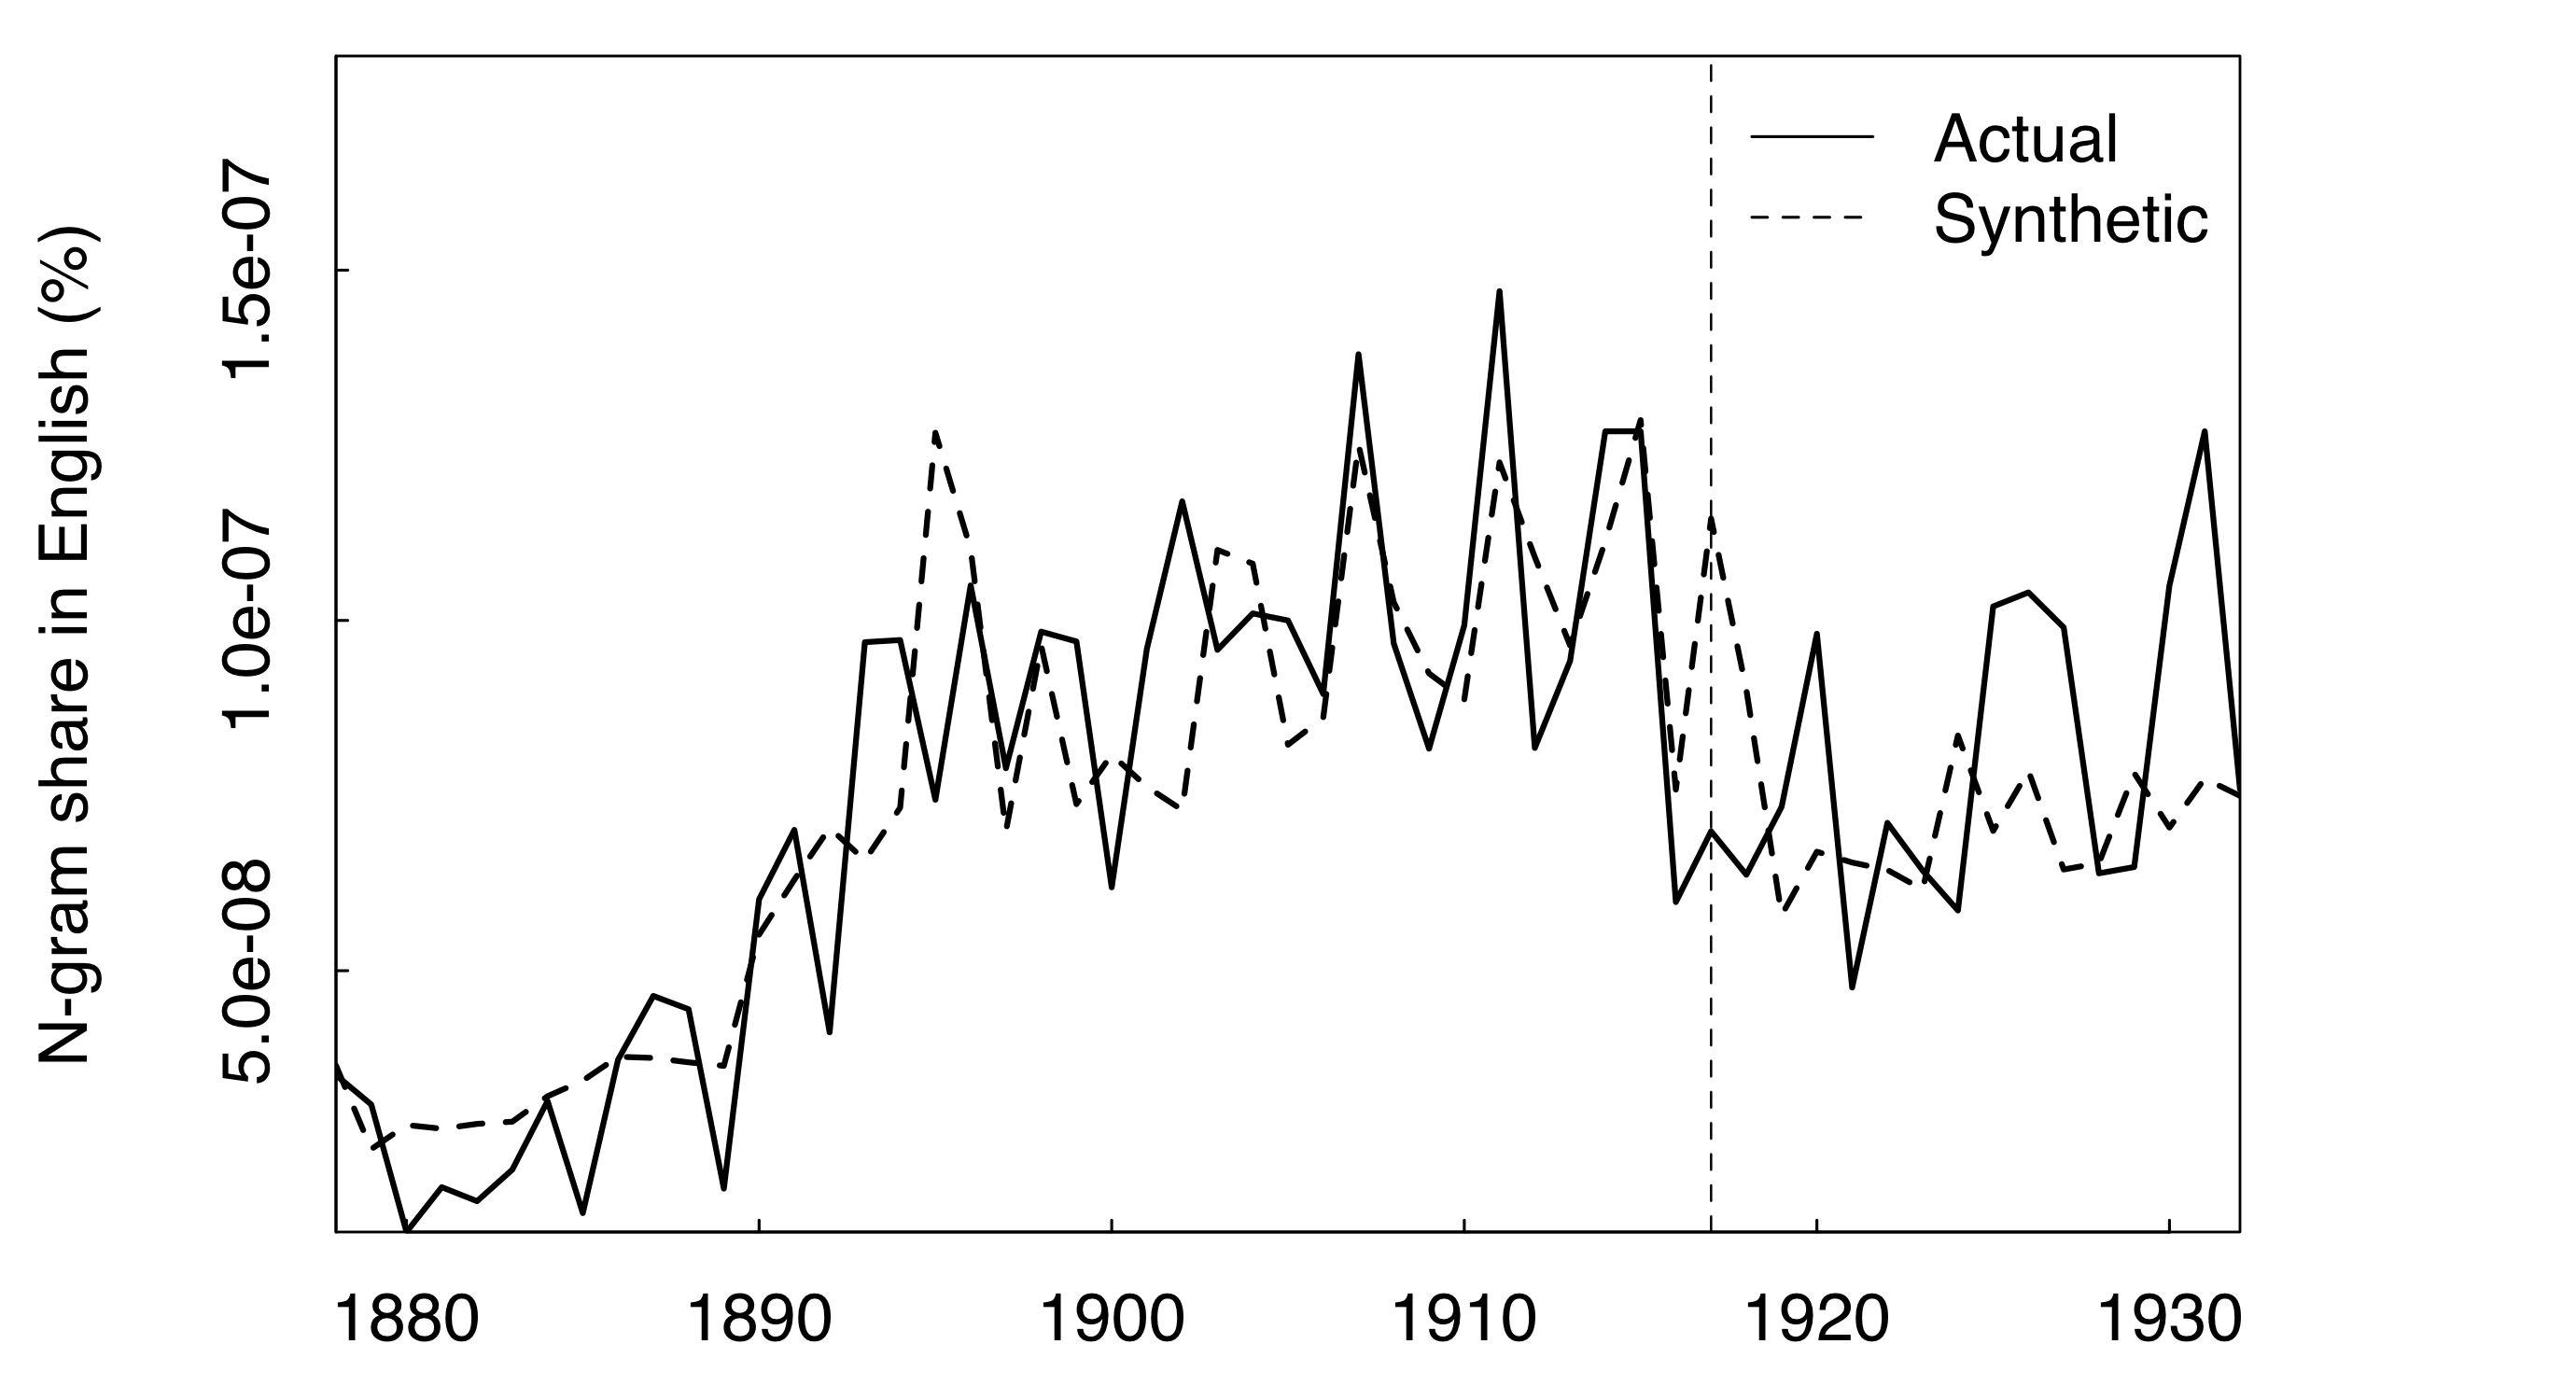 N-gram share in English (%)
1.5e-07
1.0e-07
5.0e-08
Actual
Synthetic
1880 1890 1900 1910 1920 1930